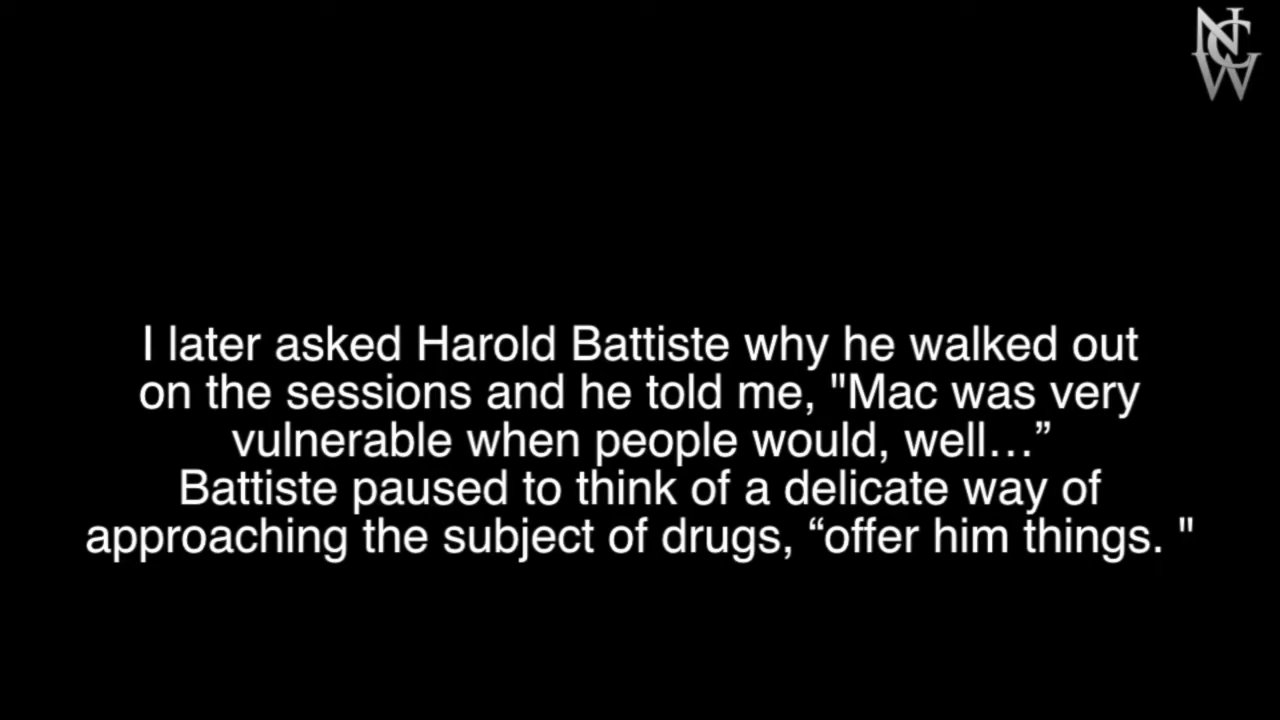 NCW
I later asked Harold Battiste why he walked out
on the sessions and he told me, "Mac was very
vulnerable when people would, well…”
Battiste paused to think of a delicate way of
approaching the subject of drugs, “offer him things. "